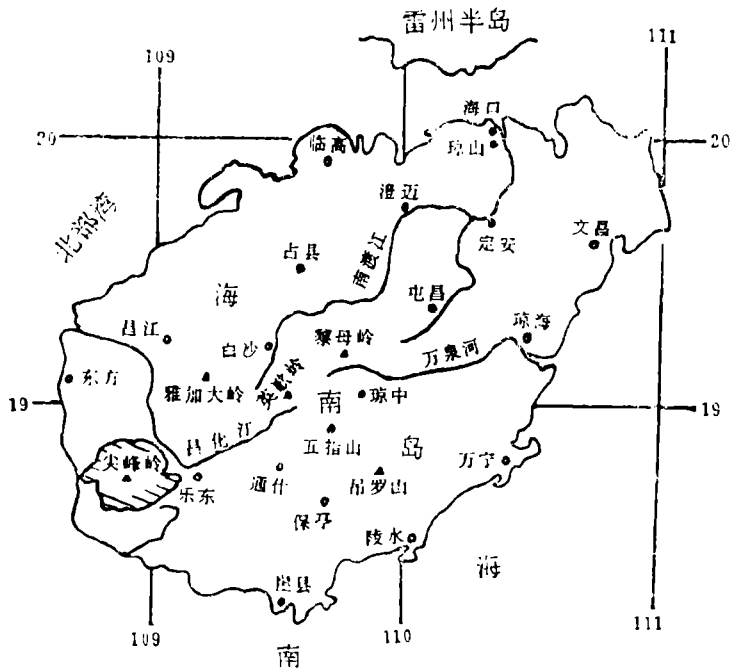 雷州半岛
109
111
海口
20
临高
琼山
20
澄迈
北部湾
文昌
定安
南渡江
儋县
海
屯昌
昌江
琼海
白沙
黎母岭
万泉河
东方
19
雅加大岭
南
琼中
19
昌化江
五指山
岛
尖峰岭
万宁
乐东
通什
吊罗山
保亭
陵水
崖县
海
109
110
111
南